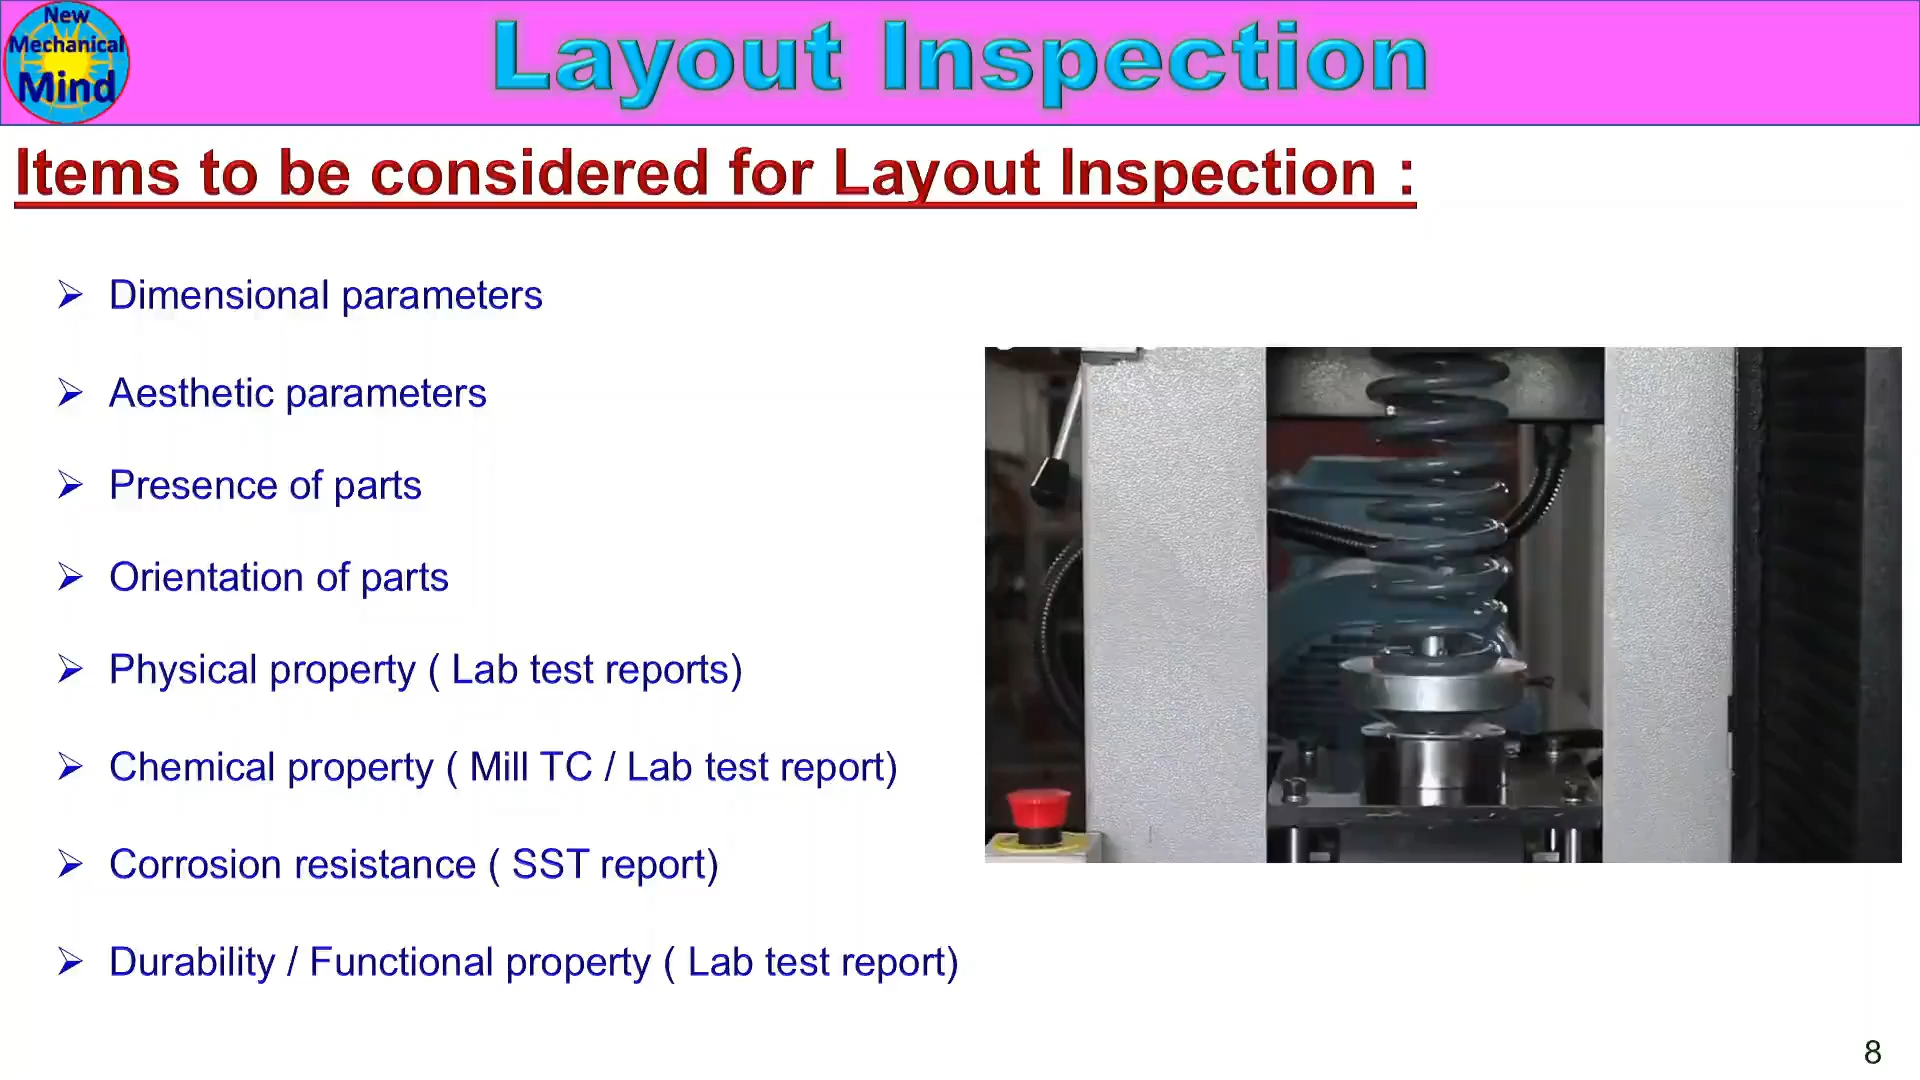 New
Mechanical
Mind
Layout Inspection
Items to be considered for Layout Inspection :
➢ Dimensional parameters
➢ Aesthetic parameters
➢ Presence of parts
➢ Orientation of parts
➢ Physical property ( Lab test reports)
➢ Chemical property ( Mill TC / Lab test report)
➢ Corrosion resistance ( SST report)
➢ Durability / Functional property ( Lab test report)
8